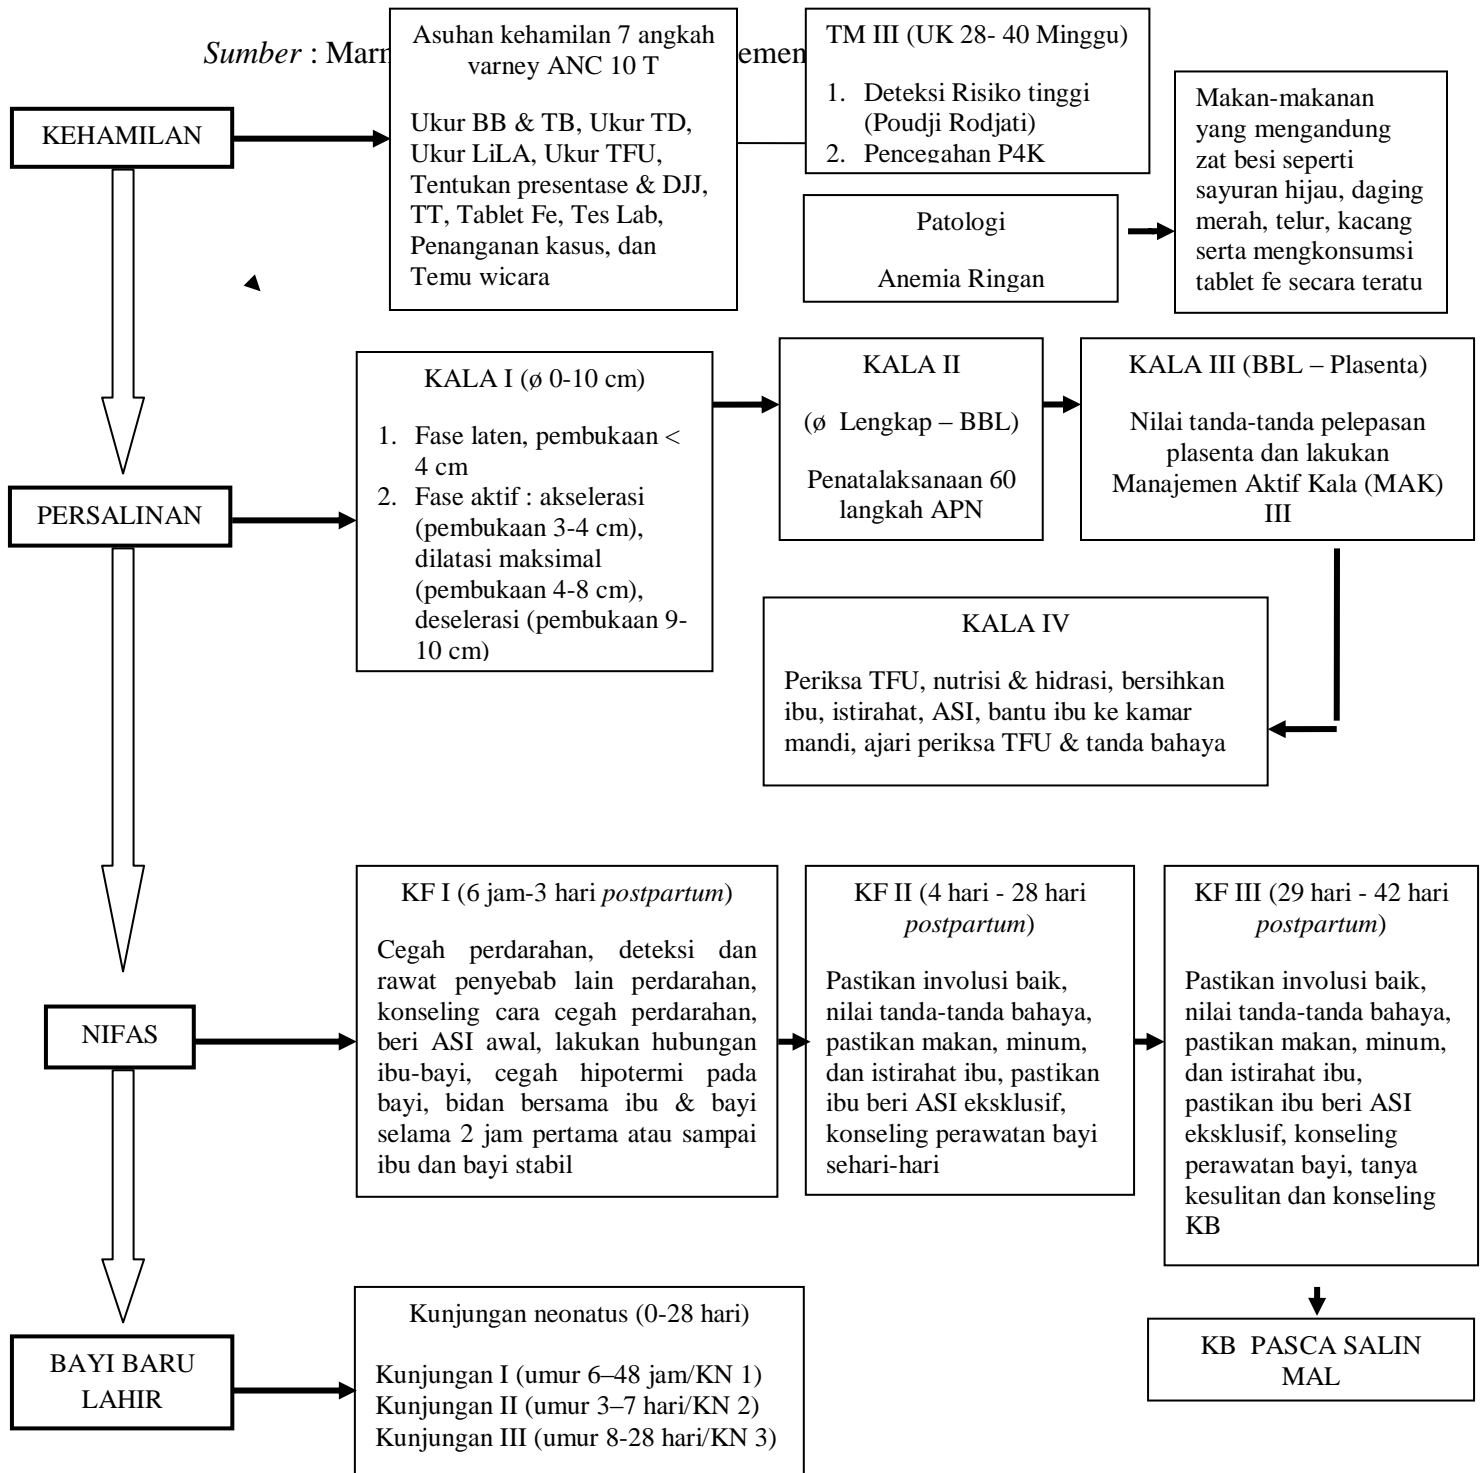 Sumber : Marn
emen
KEHAMILAN
Asuhan kehamilan 7 angkah
varney ANC 10 T
Ukur BB & TB, Ukur TD,
Ukur LiLA, Ukur TFU,
Tentukan presentase & DJJ,
TT, Tablet Fe, Tes Lab,
Penanganan kasus, dan
Temu wicara
TM III (UK 28- 40 Minggu)
1. Deteksi Risiko tinggi
(Poudji Rodjati)
2. Pencegahan P4K
Patologi
Anemia Ringan
Makan-makanan
yang mengandung
zat besi seperti
sayuran hijau, daging
merah, telur, kacang
serta mengkonsumsi
tablet fe secara teratu
PERSALINAN
KALA I (ø 0-10 cm)
1. Fase laten, pembukaan <
4 cm
2. Fase aktif : akselerasi
(pembukaan 3-4 cm),
dilatasi maksimal
(pembukaan 4-8 cm),
deselerasi (pembukaan 9-
10 cm)
KALA II
(ø Lengkap – BBL)
Penatalaksanaan 60
langkah APN
KALA III (BBL – Plasenta)
Nilai tanda-tanda pelepasan
plasenta dan lakukan
Manajemen Aktif Kala (MAK)
III
KALA IV
Periksa TFU, nutrisi & hidrasi, bersihkan
ibu, istirahat, ASI, bantu ibu ke kamar
mandi, ajari periksa TFU & tanda bahaya
NIFAS
KF I (6 jam-3 hari postpartum)
Cegah perdarahan, deteksi dan
rawat penyebab lain perdarahan,
konseling cara cegah perdarahan,
beri ASI awal, lakukan hubungan
ibu-bayi, cegah hipotermi pada
bayi, bidan bersama ibu & bayi
selama 2 jam pertama atau sampai
ibu dan bayi stabil
KF II (4 hari - 28 hari
postpartum)
Pastikan involusi baik,
nilai tanda-tanda bahaya,
pastikan makan, minum,
dan istirahat ibu, pastikan
ibu beri ASI eksklusif,
konseling perawatan bayi
sehari-hari
KF III (29 hari - 42 hari
postpartum)
Pastikan involusi baik,
nilai tanda-tanda bahaya,
pastikan makan, minum,
dan istirahat ibu,
pastikan ibu beri ASI
eksklusif, konseling
perawatan bayi, tanya
kesulitan dan konseling
KB
KB PASCA SALIN
MAL
BAYI BARU
LAHIR
Kunjungan neonatus (0-28 hari)
Kunjungan I (umur 6–48 jam/KN 1)
Kunjungan II (umur 3–7 hari/KN 2)
Kunjungan III (umur 8-28 hari/KN 3)